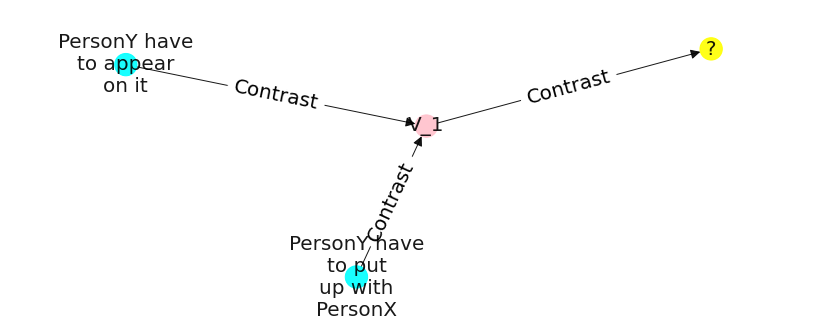 PersonY have
to appear
on it
Contrast
V_1
Contrast
?
Contrast
PersonY have
to put
up with
PersonX